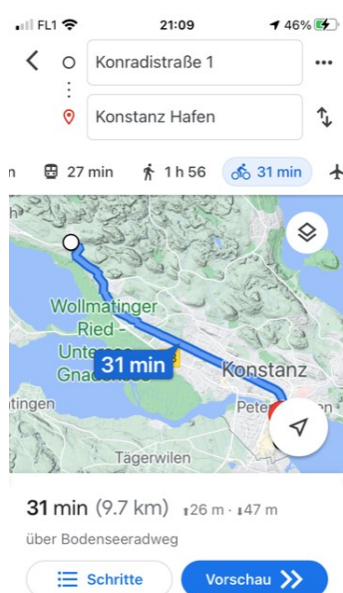 FL1 21:09 46%
Konradistraße 1
Konstanz Hafen
n 27 min 1 h 56 31 min
Wollmatinger
Ried -
Konstanz
31 min
tingen
Tägerwilen
31 min (9.7 km) 26 m · 47 m
über Bodenseeradweg
Schritte Vorschau